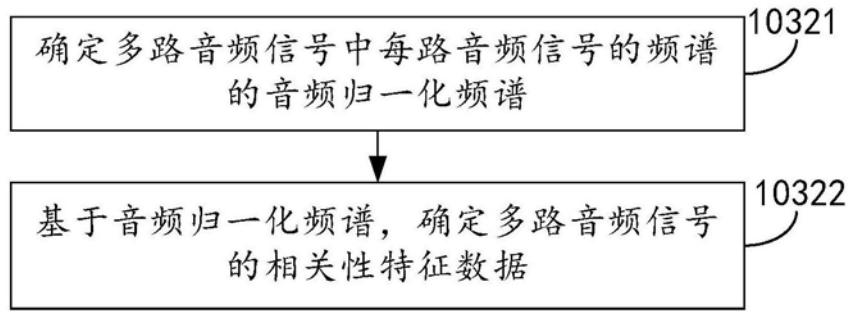 10321
确定多路音频信号中每路音频信号的频谱
的音频归一化频谱
10322
基于音频归一化频谱，确定多路音频信号
的相关性特征数据